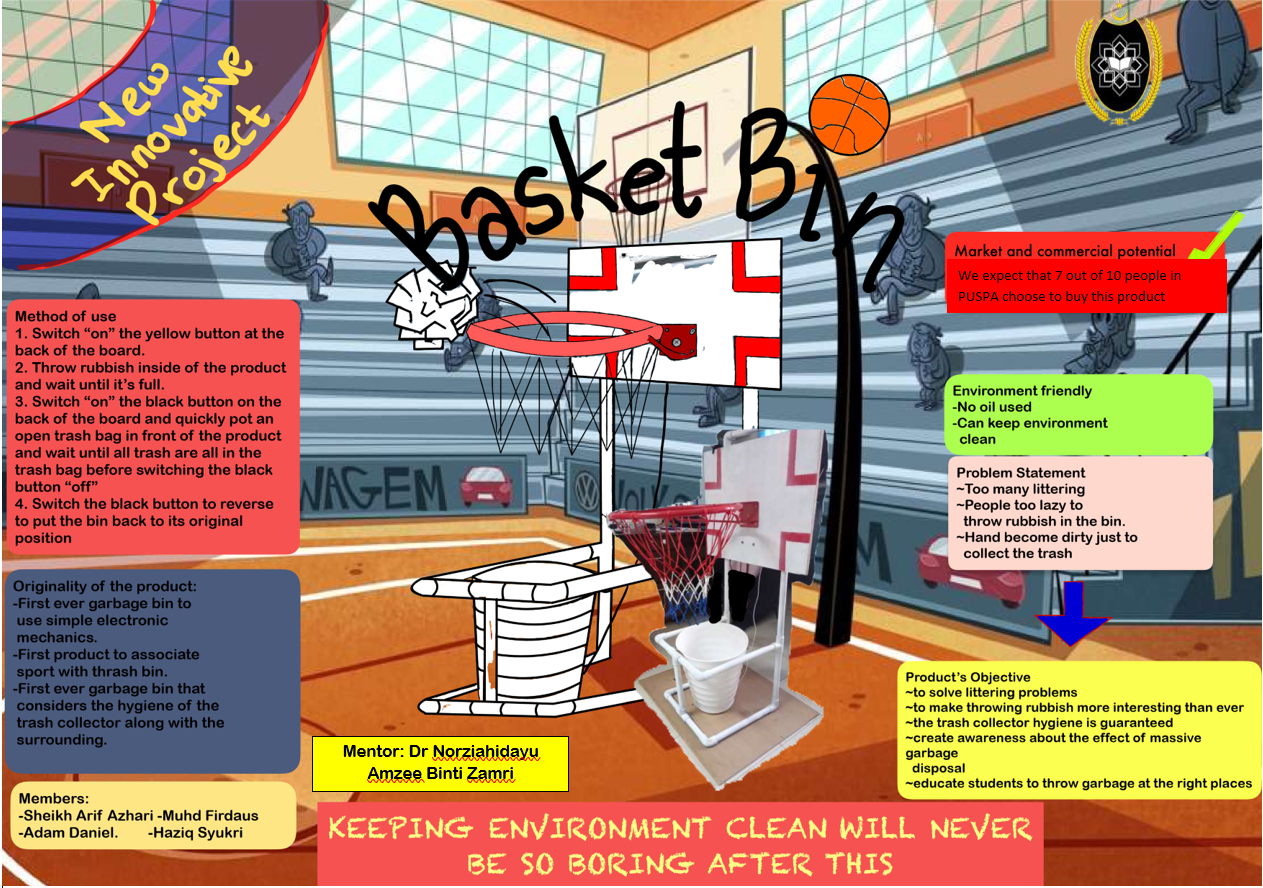 New
Innovative
Project
Basket Bin
Market and commercial potential
We expect that 7 out of 10 people in
PUSPA choose to buy this product
Method of use
1. Switch “on” the yellow button at the
back of the board.
2. Throw rubbish inside of the product
and wait until it’s full.
3. Switch “on” the black button on the
back of the board and quickly pot an
open trash bag in front of the product
and wait until all trash are all in the
trash bag before switching the black
button “off”
4. Switch the black button to reverse
to put the bin back to its original
position
Environment friendly
-No oil used
-Can keep environment
clean
Problem Statement
~Too many littering
~People too lazy to
throw rubbish in the bin.
~Hand become dirty just to
collect the trash
WAGEM
VOLK
Originality of the product:
-First ever garbage bin to
use simple electronic
mechanics.
-First product to associate
sport with thrash bin.
-First ever garbage bin that
considers the hygiene of the
trash collector along with the
surrounding.
Product’s Objective
~to solve littering problems
~to make throwing rubbish more interesting than ever
~the trash collector hygiene is guaranteed
~create awareness about the effect of massive
garbage
disposal
~educate students to throw garbage at the right places
Mentor: Dr Norziahidayu
Amzee Binti Zamri
Members:
-Sheikh Arif Azhari -Muhd Firdaus
-Adam Daniel. -Haziq Syukri
KEEPING ENVIRONMENT CLEAN WILL NEVER
BE SO BORING AFTER THIS